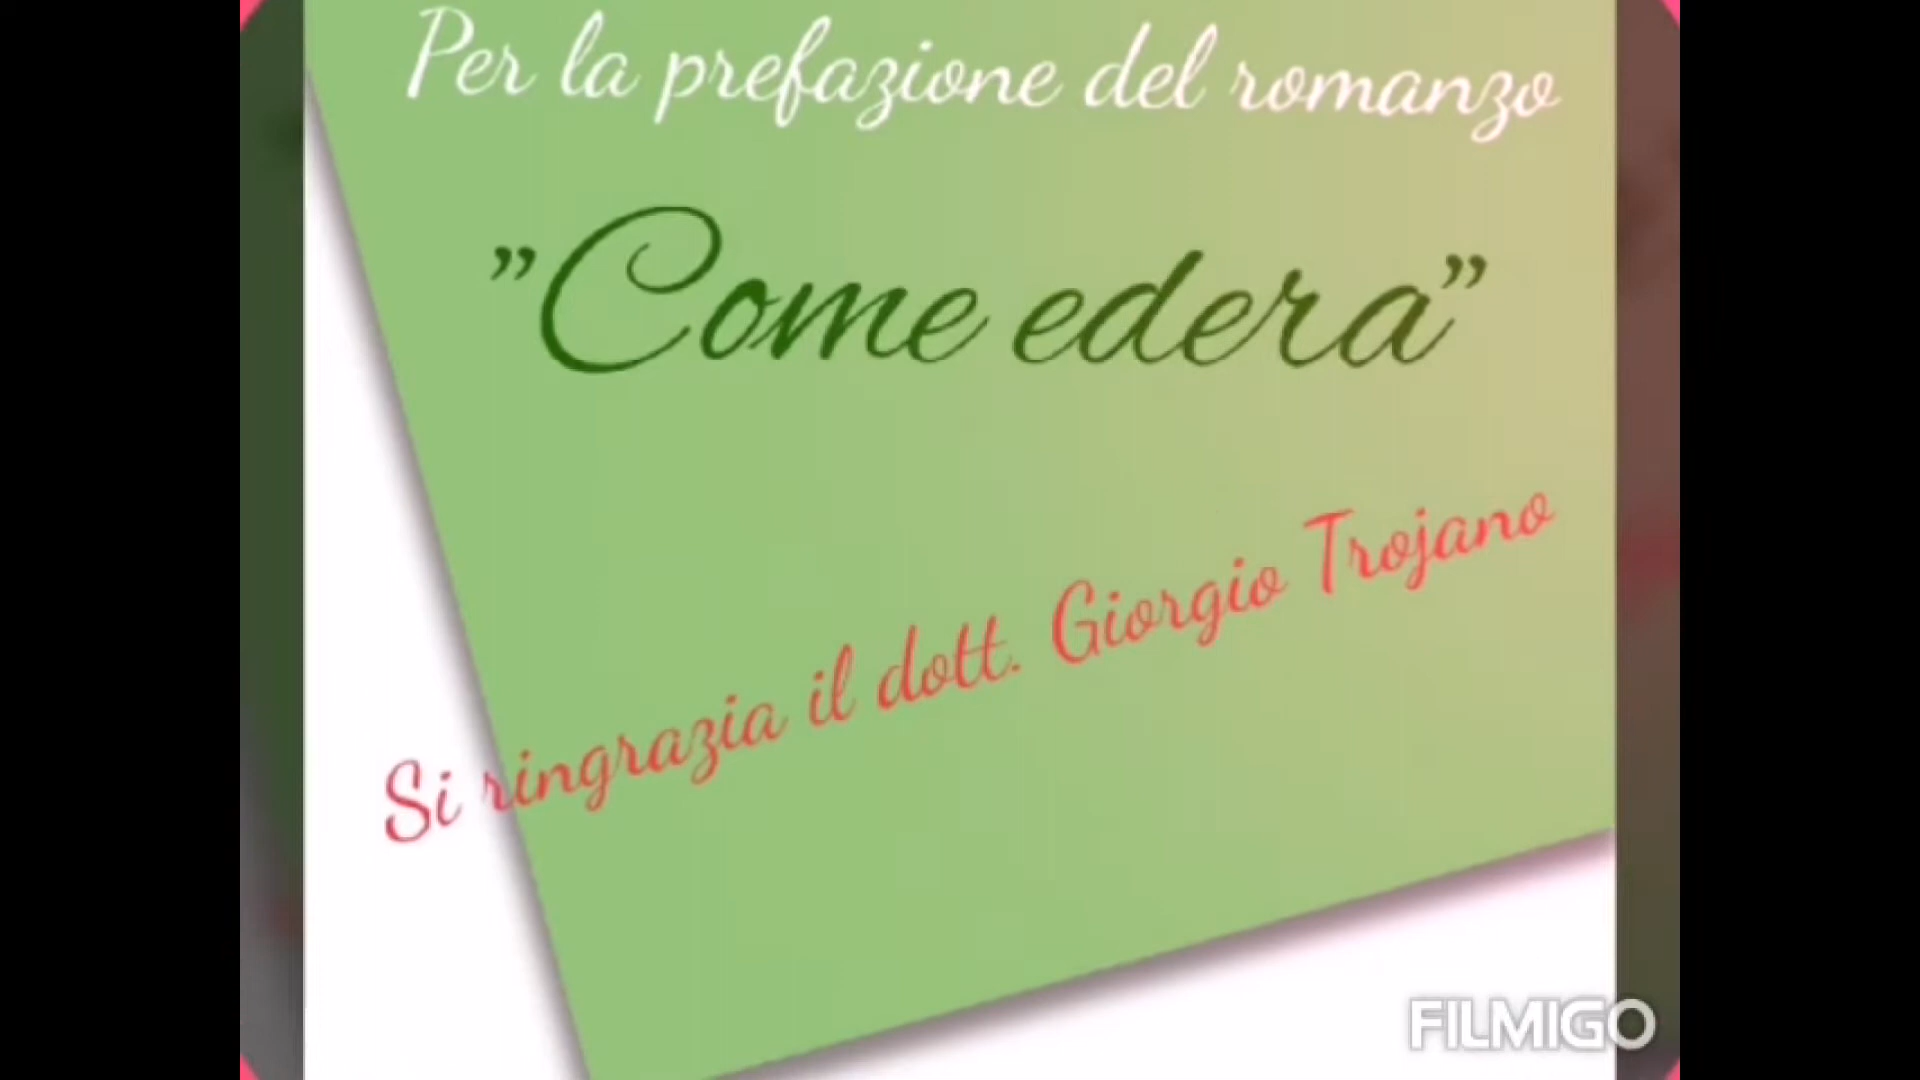 Per la prefazione del romanzo
"Come edera"
Si ringrazia il dott. Giorgio Trojano
FILMIGO